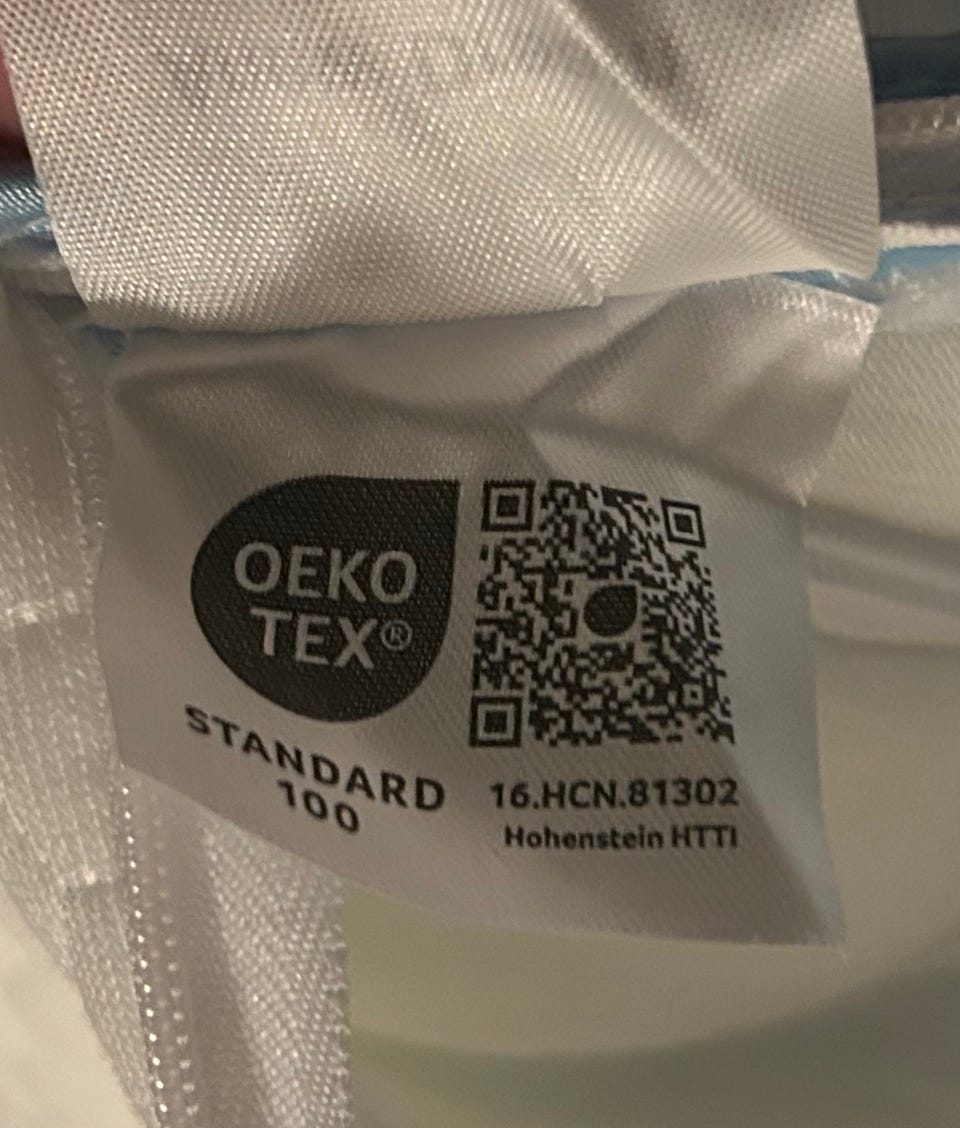 OEKO
TEX®
STANDARD
100
16.HCN.81302
Hohenstein HTTI